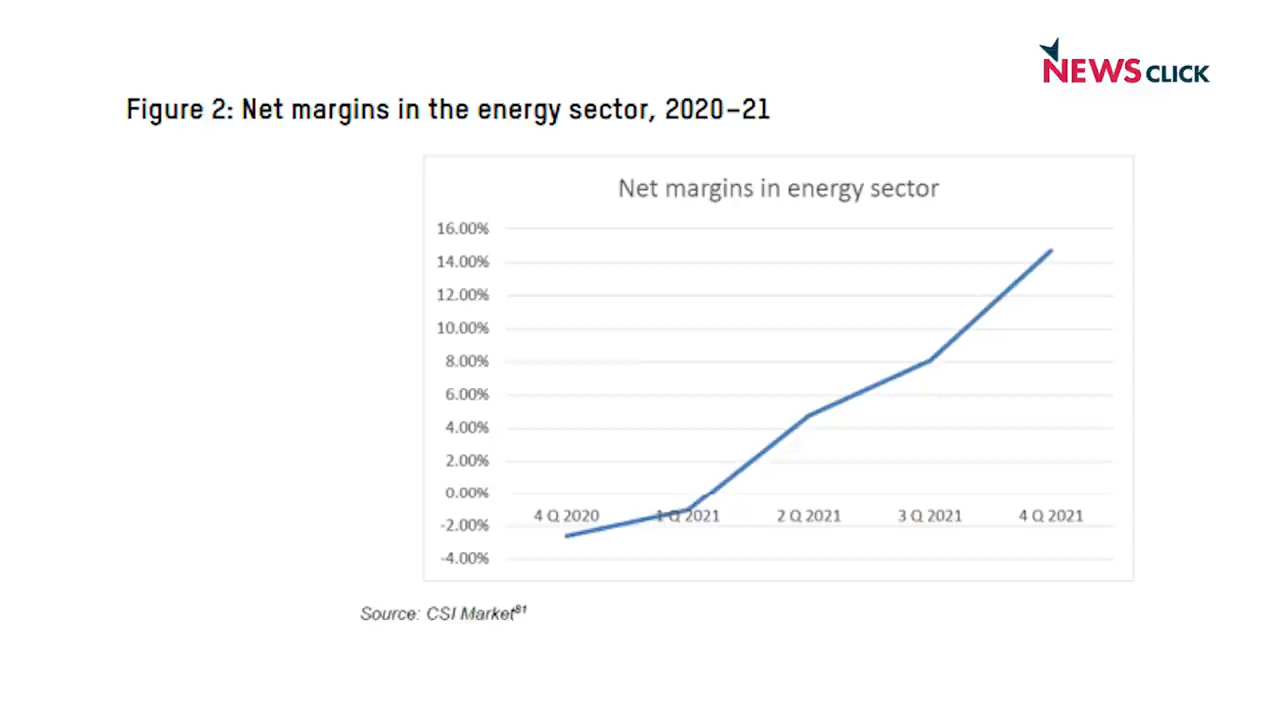 NEWS CLICK
Figure 2: Net margins in the energy sector, 2020–21
Net margins in energy sector
16.00%
14.00%
12.00%
10.00%
8.00%
6.00%
4.00%
2.00%
0.00%
-2.00%
-4.00%
4 Q 2020 1 Q 2021 2 Q 2021 3 Q 2021 4 Q 2021
Source: CSI Market⁸¹